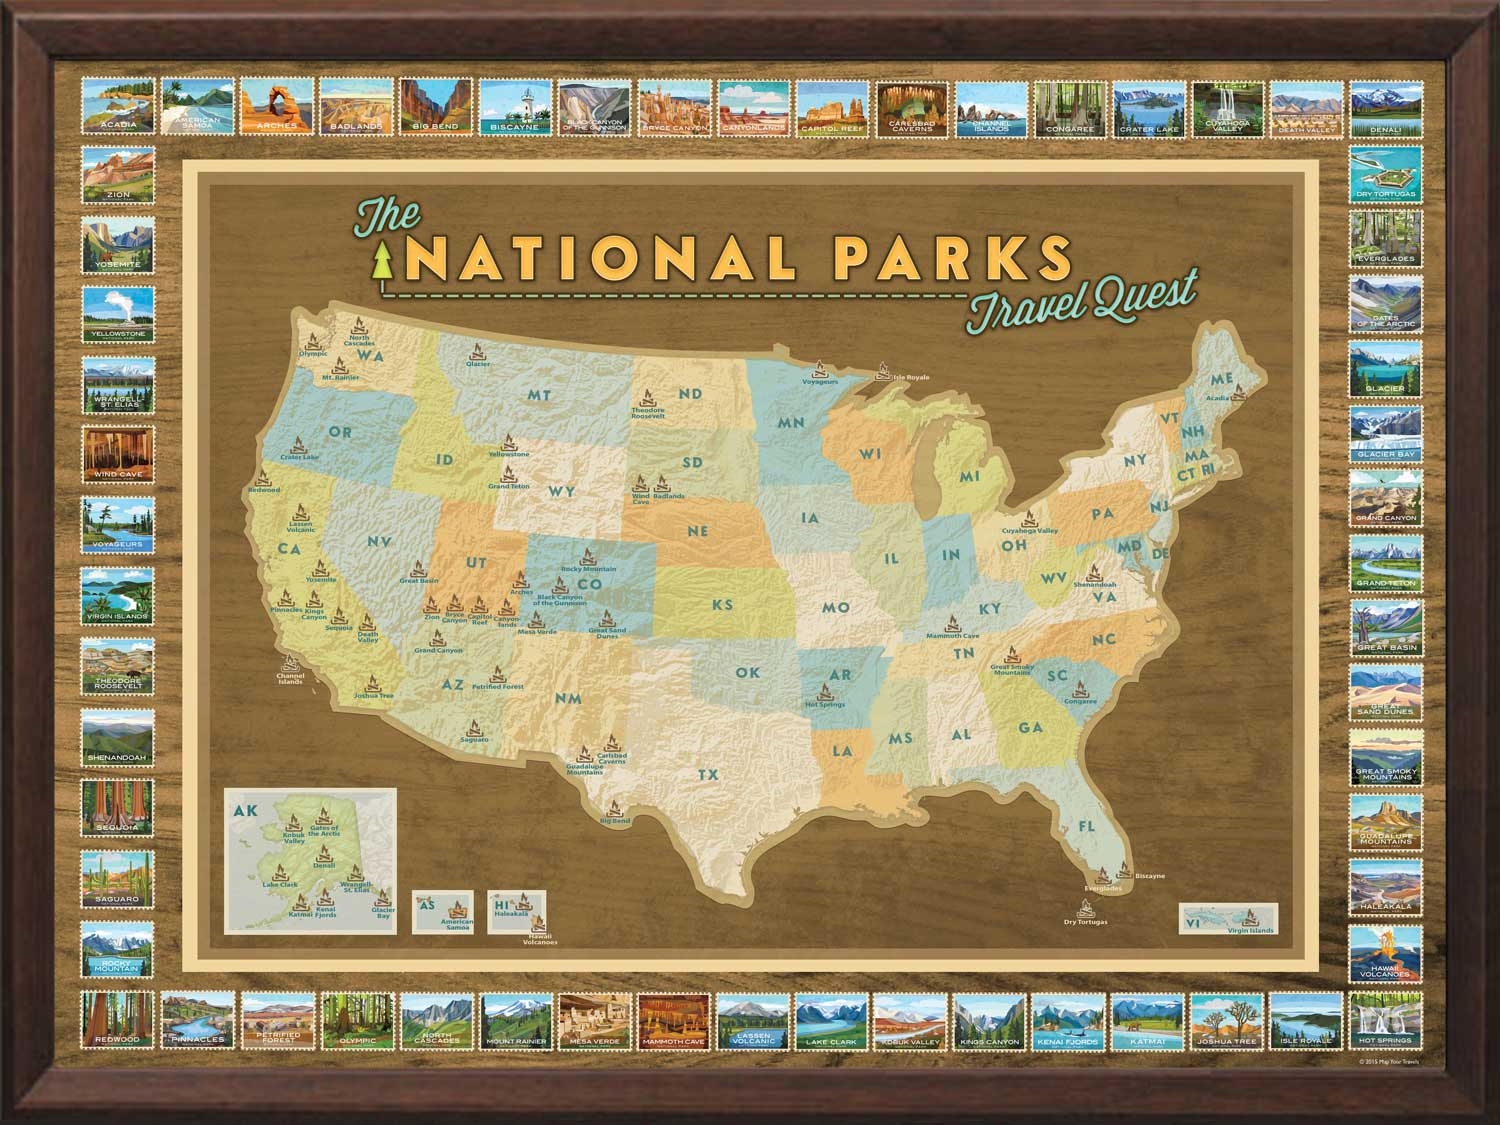 ACADIA
AMERICAN
SAMOA
ARCHES
BADLANDS
BIG BEND
BISCAYNE
BLACK CANYON
OF THE GUNNISON
BRYCE CANYON
CANYONLANDS
CAPITOL REEF
CARLSBAD
CAVERNS
CHANNEL
ISLANDS
CONGAREE
CRATER LAKE
CUYAHOGA
VALLEY
DEATH VALLEY
DENALI
ZION
YOSEMITE
YELLOWSTONE
WRANGELL-
ST. ELIAS
WIND CAVE
VOYAGEURS
VIRGIN ISLANDS
THEODORE
ROOSEVELT
SHENANDOAH
SEQUOIA
SAGUARO
ROCKY
MOUNTAIN
The
NATIONAL PARKS
Travel Quest
Olympic
North
Cascades
WA
Mt. Rainier
Glacier
MT
Theodore
Roosevelt
ND
Voyageurs
Isle Royale
ME
Acadia
OR
Crater Lake
ID
Yellowstone
Grand Teton
WY
SD
Wind
Cave
Badlands
MN
WI
MI
NY
VT
NH
MA
CT RI
Redwood
Lassen
Volcanic
CA
NV
UT
Great Basin
NE
IA
IL
IN
OH
Cuyahoga Valley
PA
NJ
MD
DE
WV
Shenandoah
VA
Yosemite
Pinnacles
Kings
Canyon
Sequoia
Death
Valley
Zion
Bryce
Canyon
Capitol
Reef
Canyon-
lands
Arches
Rocky Mountain
CO
Black Canyon
of the Gunnison
Mesa Verde
Great Sand
Dunes
KS
MO
KY
Mammoth Cave
Grand Canyon
Channel
Islands
Joshua Tree
AZ
Petrified Forest
Saguaro
NM
OK
AR
Hot Springs
TN
Great Smoky
Mountains
NC
SC
Congaree
GA
AL
MS
LA
TX
Guadalupe
Mountains
Carlsbad
Caverns
Big Bend
FL
Biscayne
Everglades
Dry Tortugas
AK
Kobuk
Valley
Gates of
the Arctic
Denali
Lake Clark
Wrangell-
St. Elias
Katmai
Kenai
Fjords
Glacier
Bay
AS
American
Samoa
HI
Haleakalā
Hawaii
Volcanoes
VI
Virgin Islands
DRY TORTUGAS
EVERGLADES
GATES
OF THE ARCTIC
GLACIER
GLACIER BAY
GRAND CANYON
GRAND TETON
GREAT BASIN
GREAT
SAND DUNES
GREAT SMOKY
MOUNTAINS
GUADALUPE
MOUNTAINS
HALEAKALA
HAWAII
VOLCANOES
REDWOOD
PINNACLES
PETRIFIED
FOREST
OLYMPIC
NORTH
CASCADES
MOUNT RAINIER
MESA VERDE
MAMMOTH CAVE
LASSEN
VOLCANIC
LAKE CLARK
KOBUK VALLEY
KINGS CANYON
KENAI FJORDS
KATMAI
JOSHUA TREE
ISLE ROYALE
HOT SPRINGS
© 2015 Map Your Travels